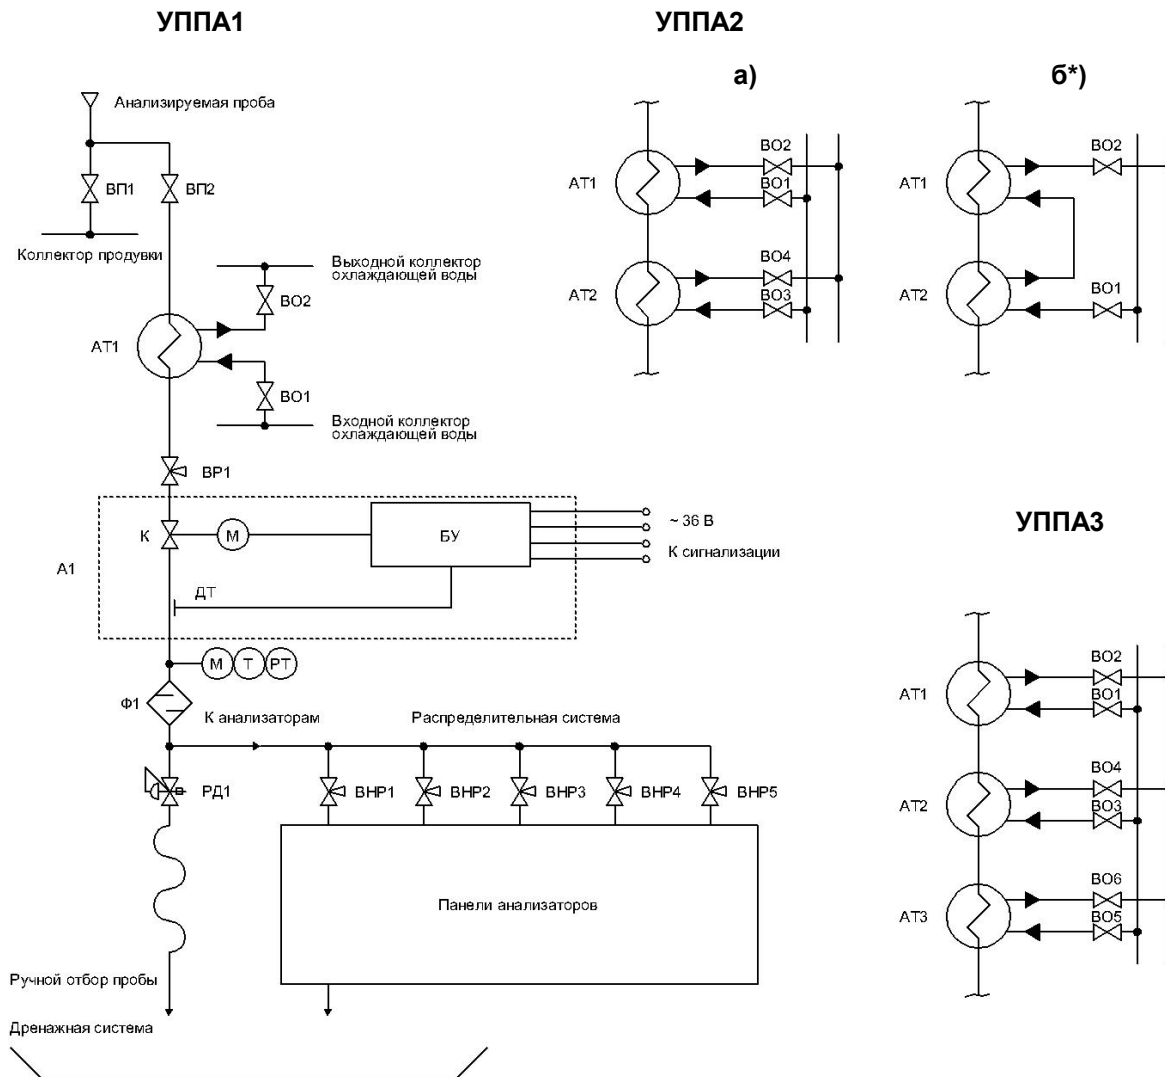 УППА1
УППА2
а)
б*)
Анализируемая проба
ВП1
ВП2
Коллектор продувки
Выходной коллектор
охлаждающей воды
ВО2
АТ1
ВО1
Входной коллектор
охлаждающей воды
ВР1
К
М
БУ
~ 36 В
К сигнализации
А1
ДТ
М
Т
РТ
Ф1
К анализаторам
Распределительная система
РД1
ВНР1
ВНР2
ВНР3
ВНР4
ВНР5
Панели анализаторов
Ручной отбор пробы
Дренажная система
ВО2
АТ1
ВО1
ВО4
АТ2
ВО3
ВО2
АТ1
АТ2
ВО1
УППА3
ВО2
АТ1
ВО1
ВО4
АТ2
ВО3
ВО6
АТ3
ВО5